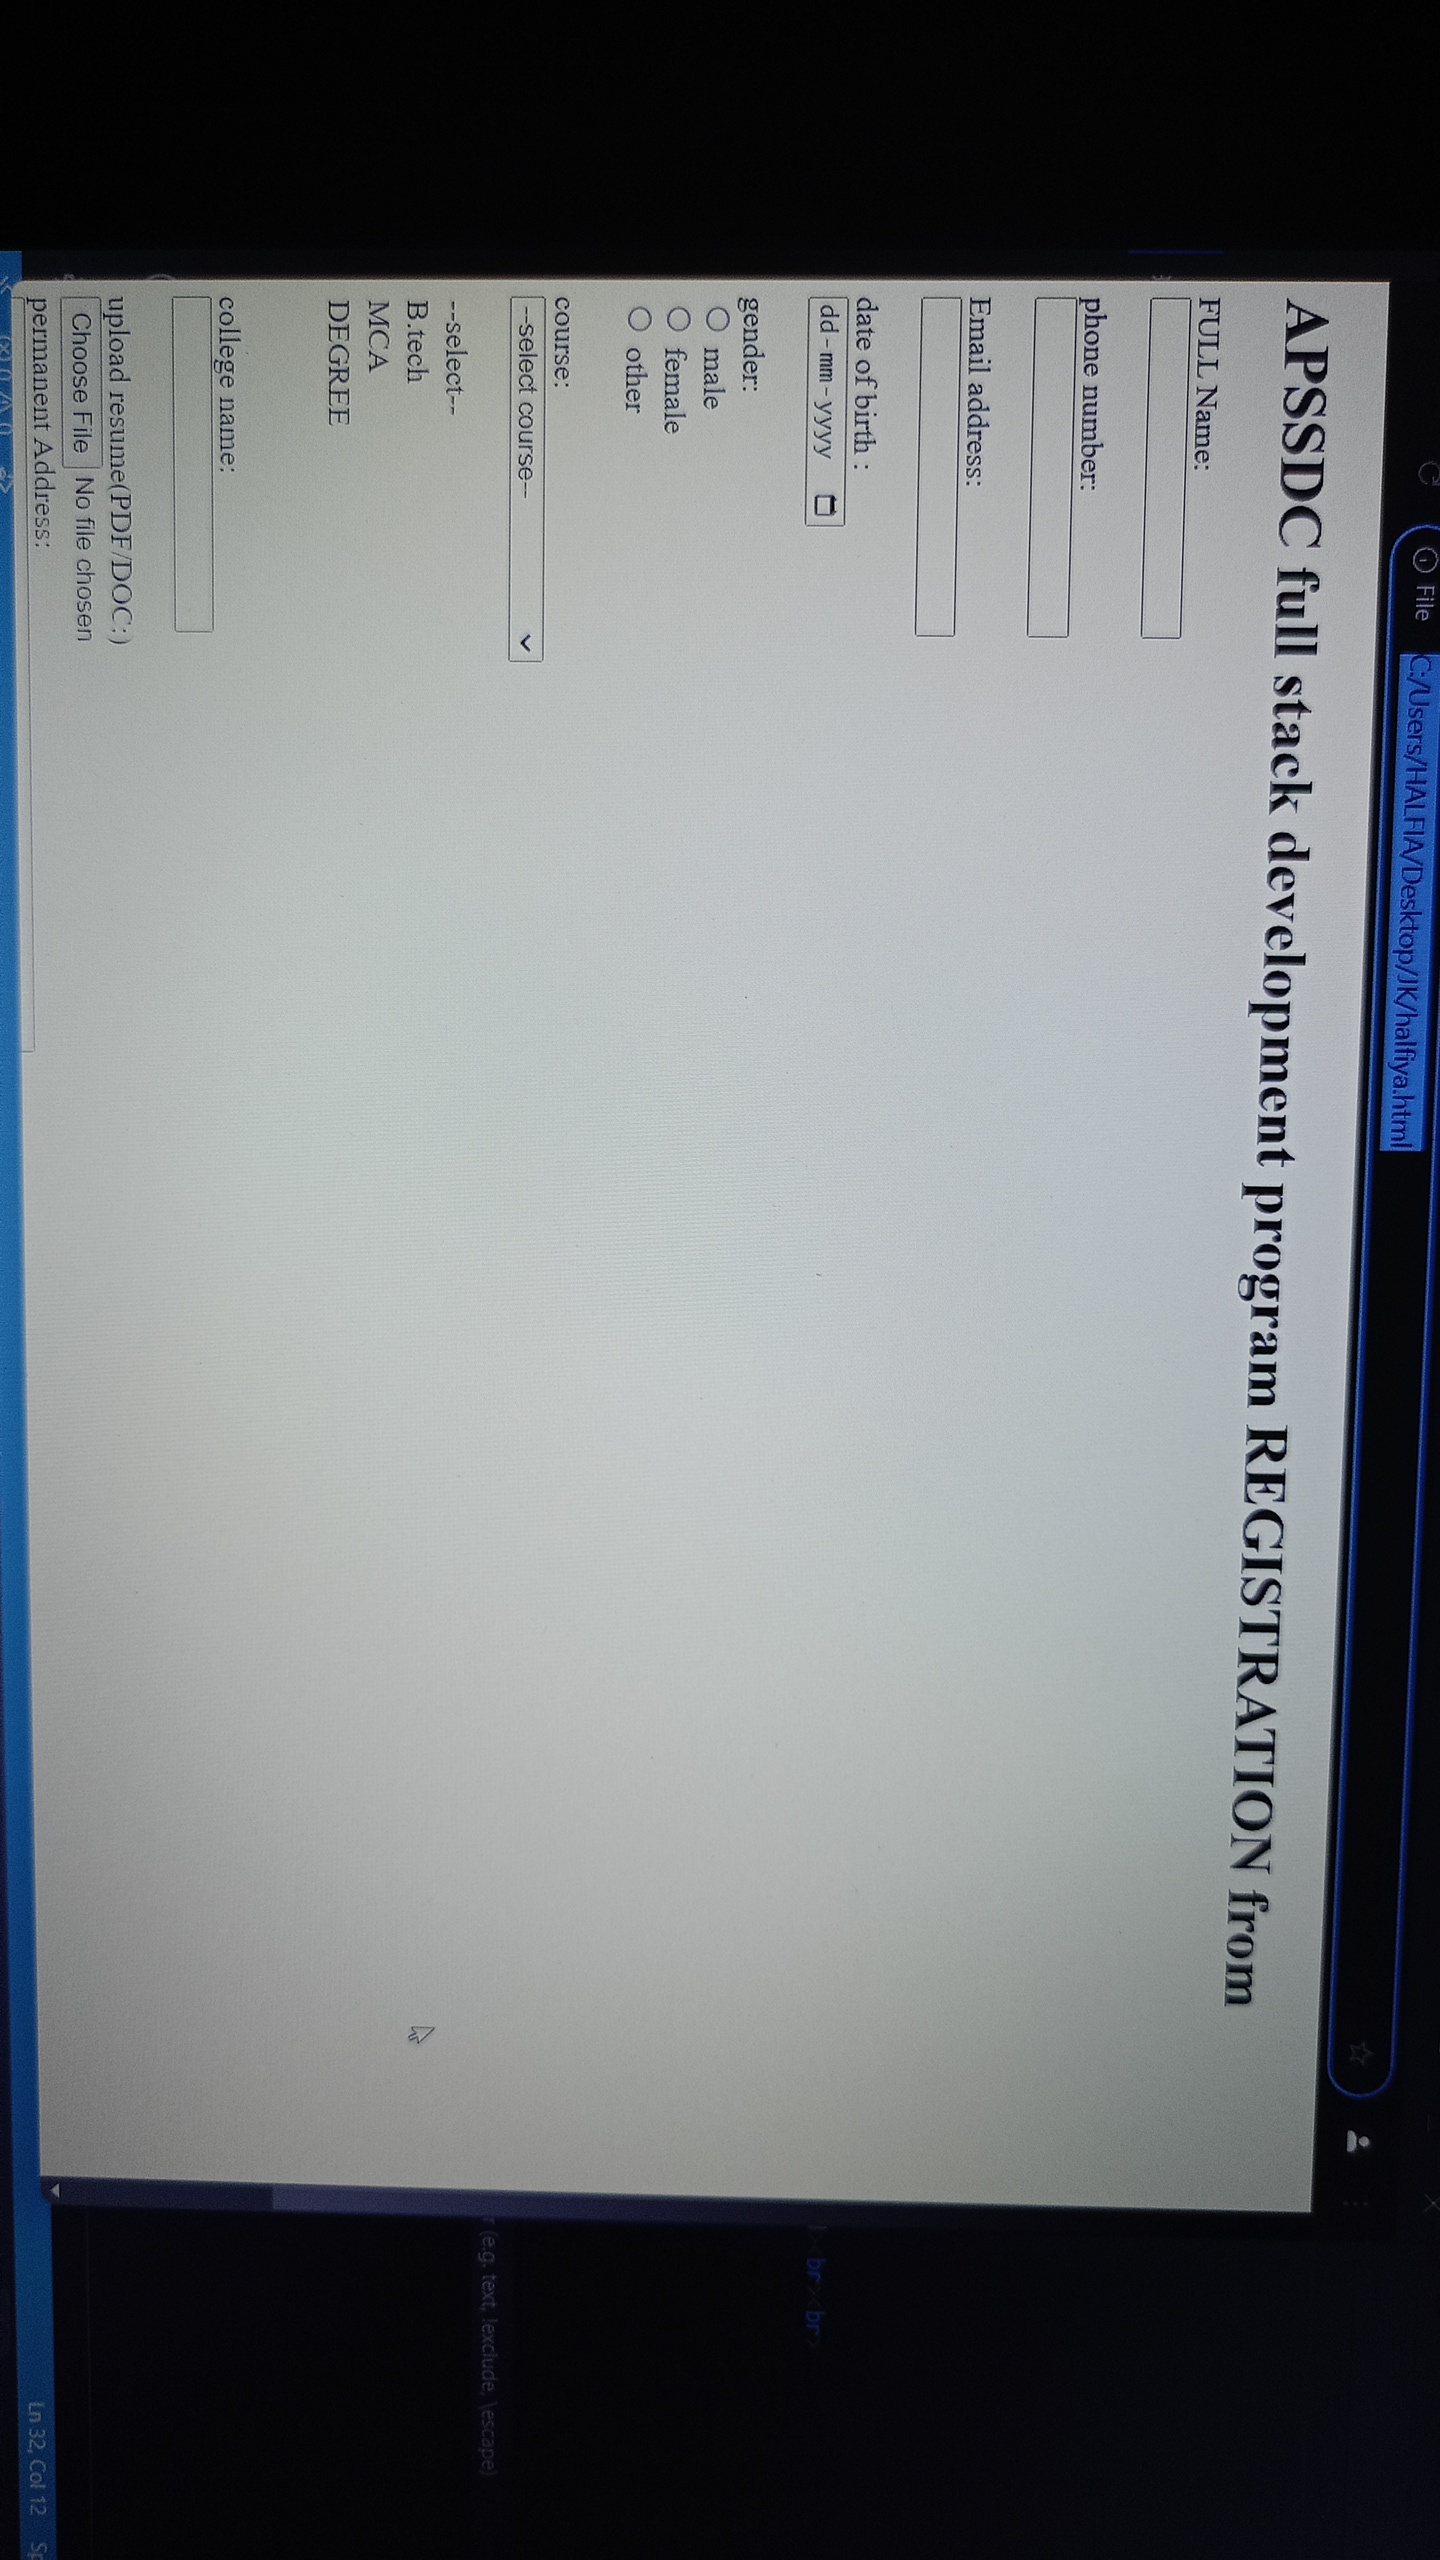 File C:/Users/HALFIA/Desktop/JK/halfiya.html
APSSDC full stack development program REGISTRATION from
FULL Name:
phone number:
Email address:
date of birth :
dd-mm-yyyy
gender:
male
female
other
course:
--select course--
--select--
B.tech
MCA
DEGREE
college name:
upload resume(PDF/DOC:)
Choose File No file chosen
permanent Address:
<br><br>
(e.g. text, !exclude, \escape)
Ln 32, Col 12